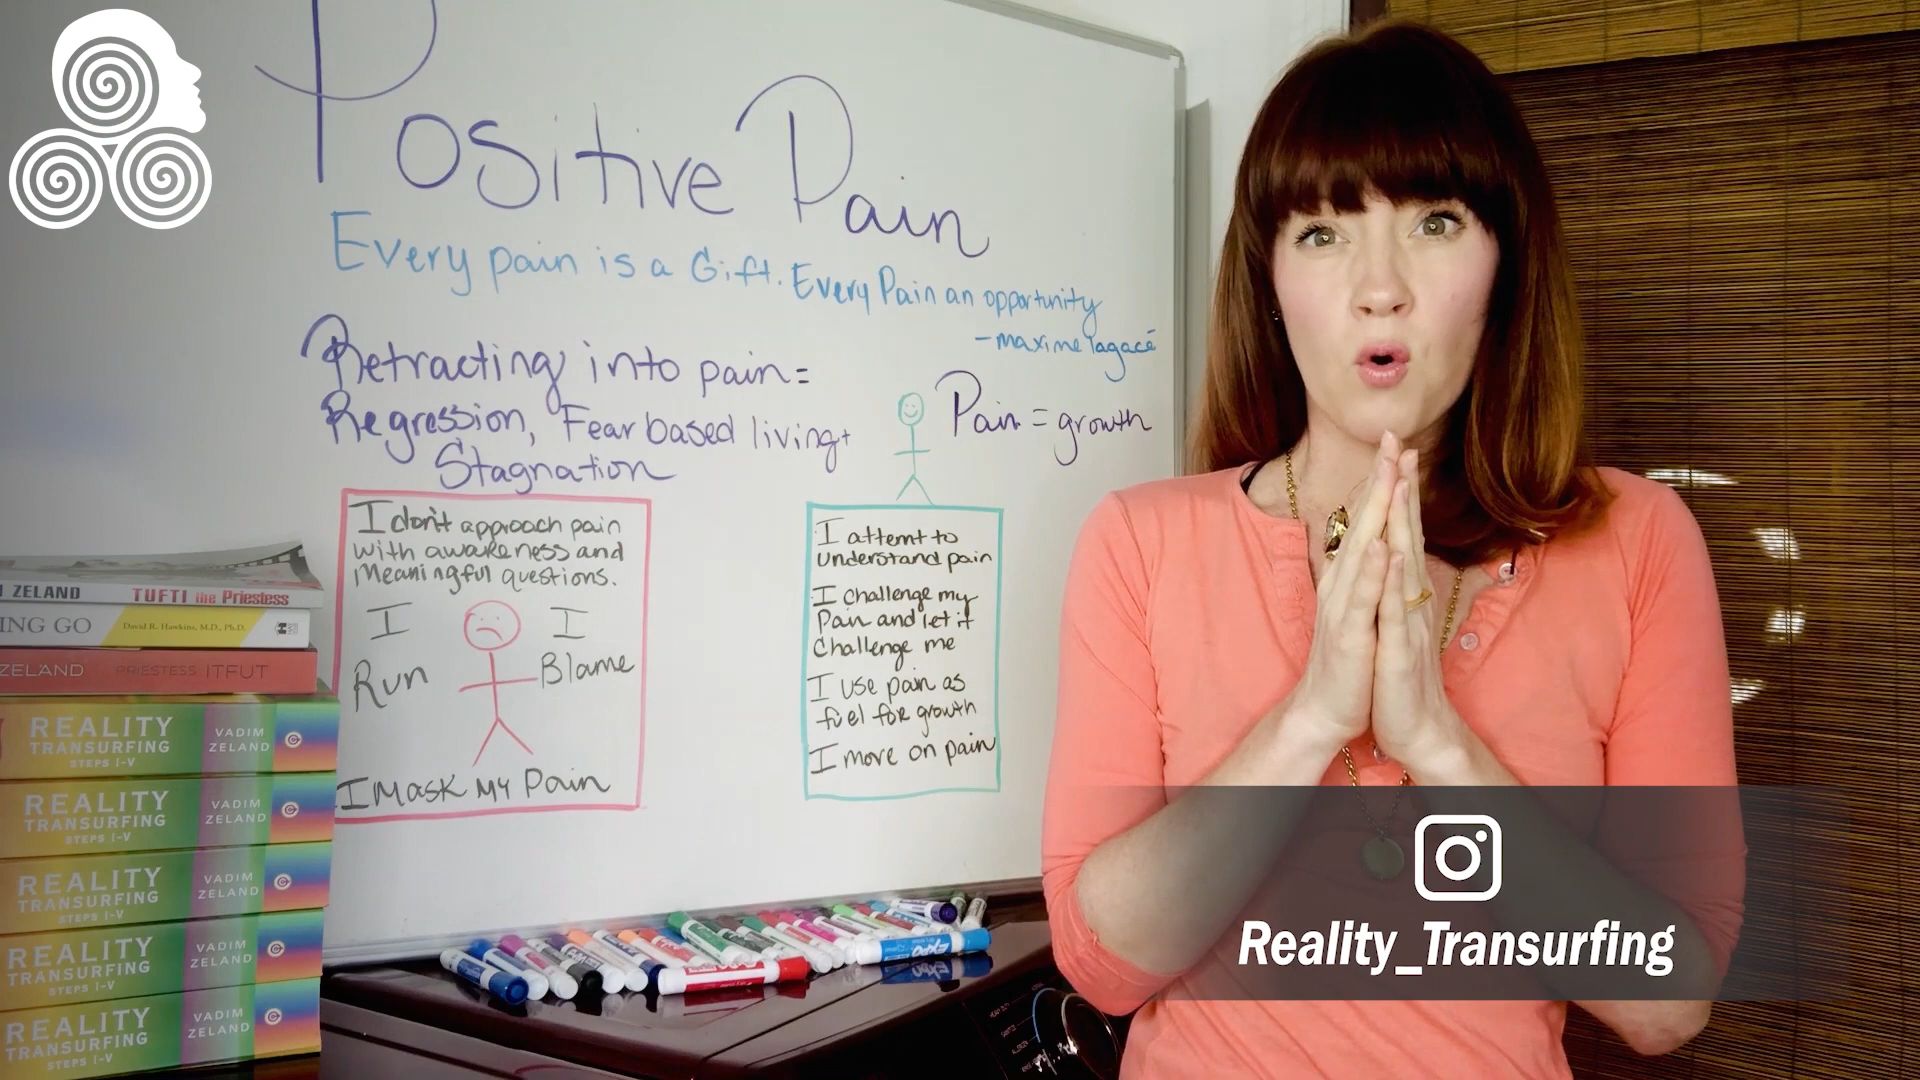 Positive Pain
Every pain is a Gift. Every Pain an opportunity
- maxime lagacé
Retracting into pain =
Regression, Fear based living +
Stagnation
Pain = growth
I don't approach pain
with awareness and
Meaningful questions.
I
Run
I
Blame
I MASK MY Pain
I attemt to
understand pain
I challenge my
Pain and let it
Challenge me
I use pain as
fuel for growth
I move on pain
ZELAND TUFTI the Priestess
ING GO David R. Hawkins, M.D., Ph.D.
ZELAND PRIESTESS ITFUT
REALITY
TRANSURFING
STEPS I-V
VADIM
ZELAND
REALITY
TRANSURFING
STEPS I-V
VADIM
ZELAND
REALITY
TRANSURFING
STEPS I-V
VADIM
ZELAND
REALITY
TRANSURFING
STEPS I-V
VADIM
ZELAND
REALITY
TRANSURFING
STEPS I-V
VADIM
ZELAND
EXPO
Reality_Transurfing